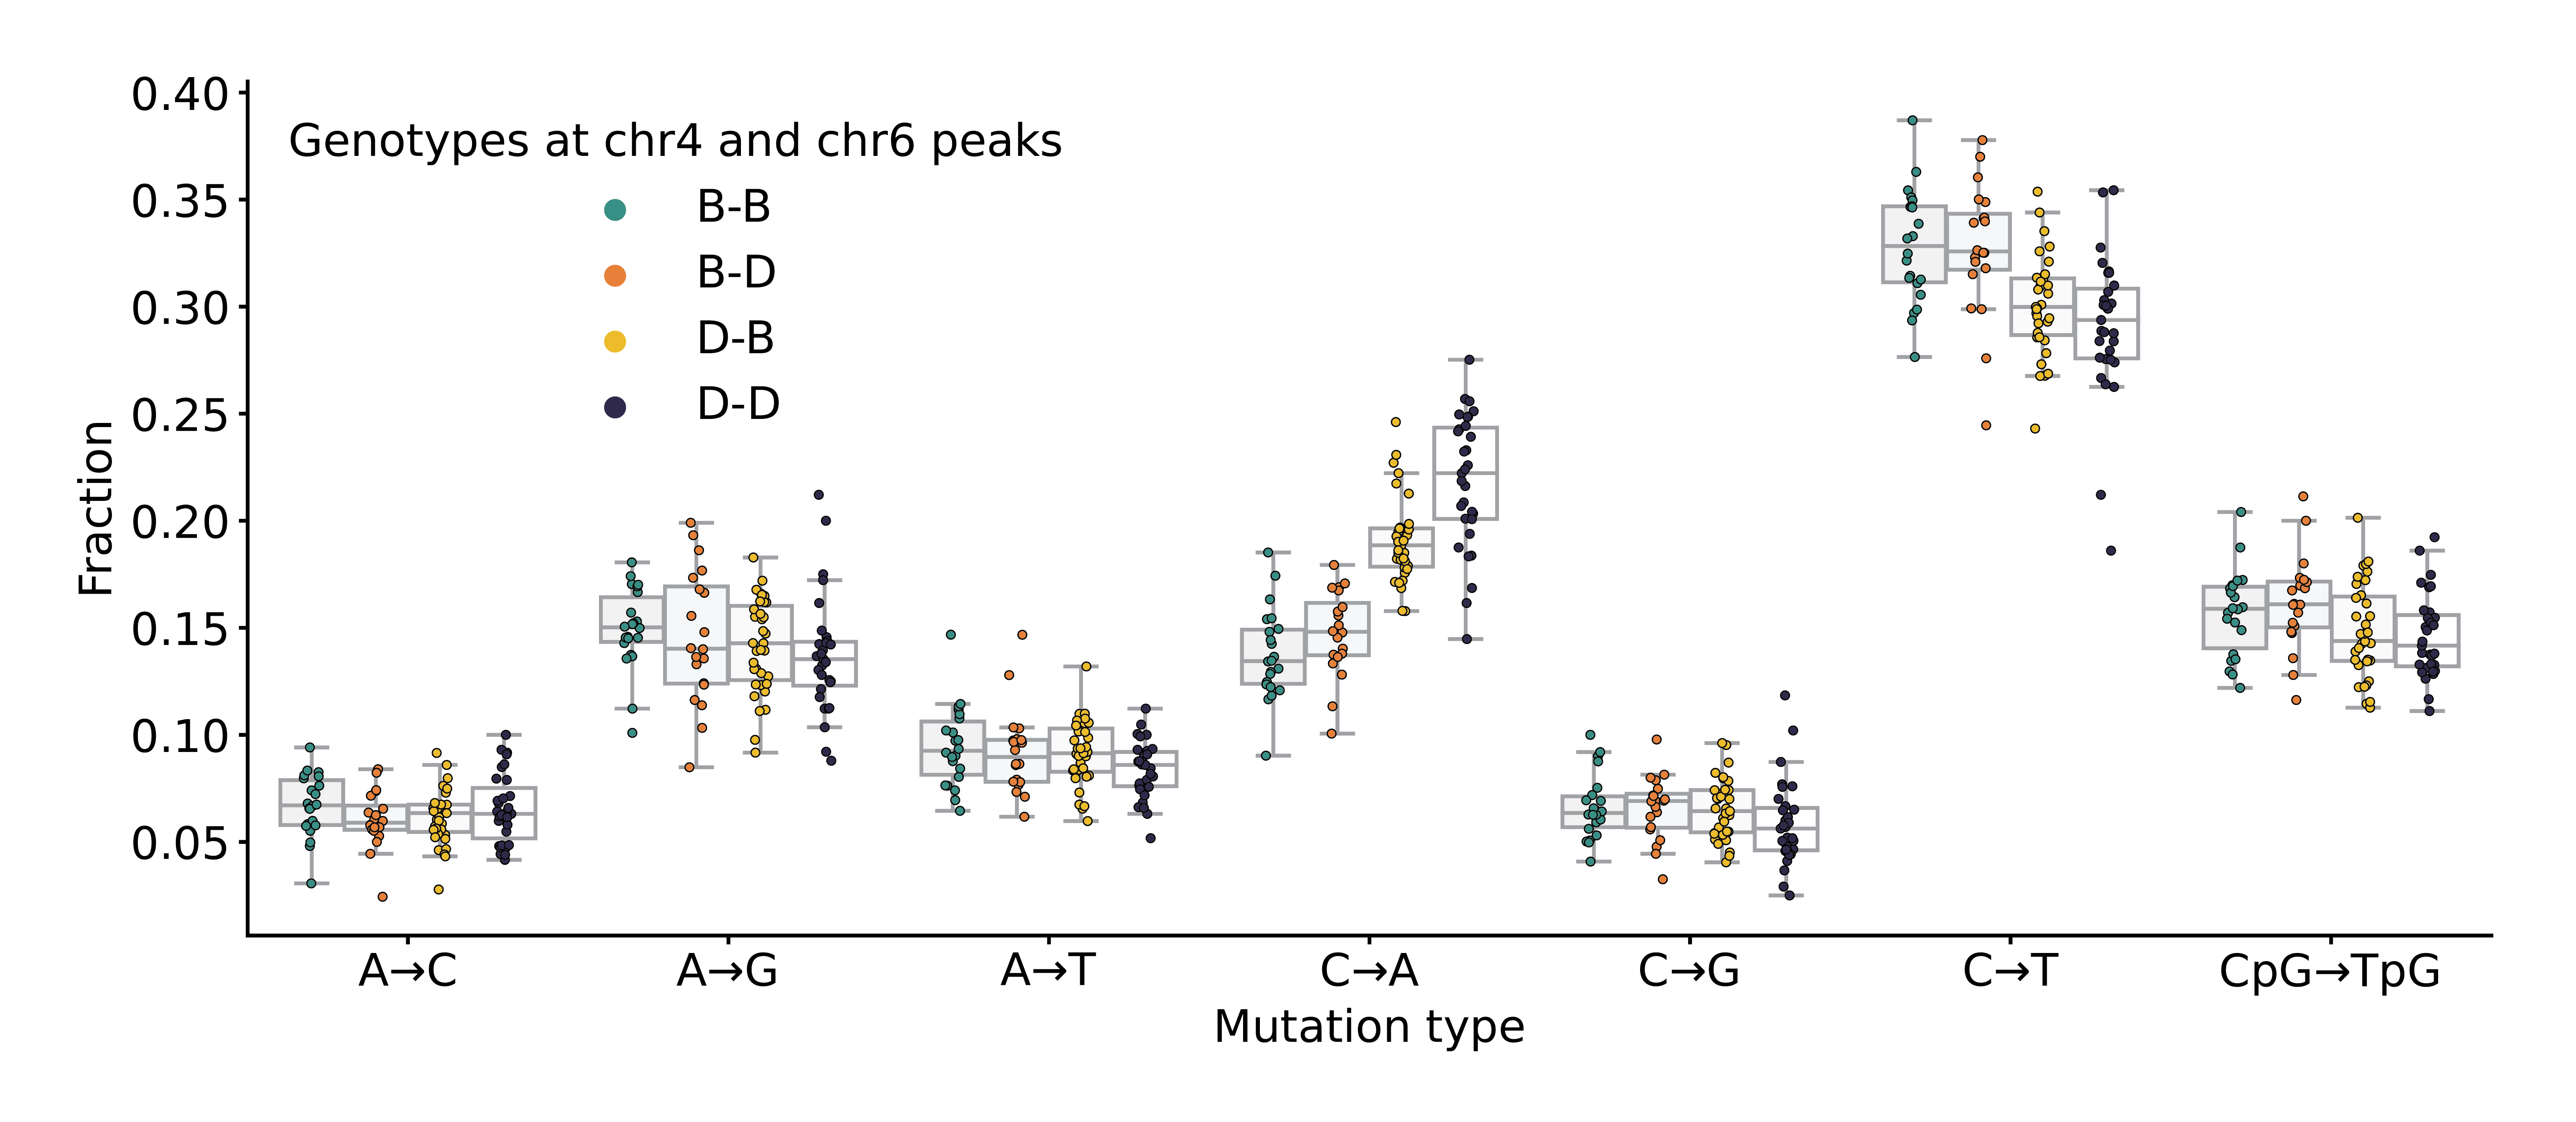 0.40
0.35
0.30
0.25
0.20
0.15
0.10
0.05
Fraction
Genotypes at chr4 and chr6 peaks
B-B
B-D
D-B
D-D
A→C A→G A→T C→A C→G C→T CpG→TpG
Mutation type